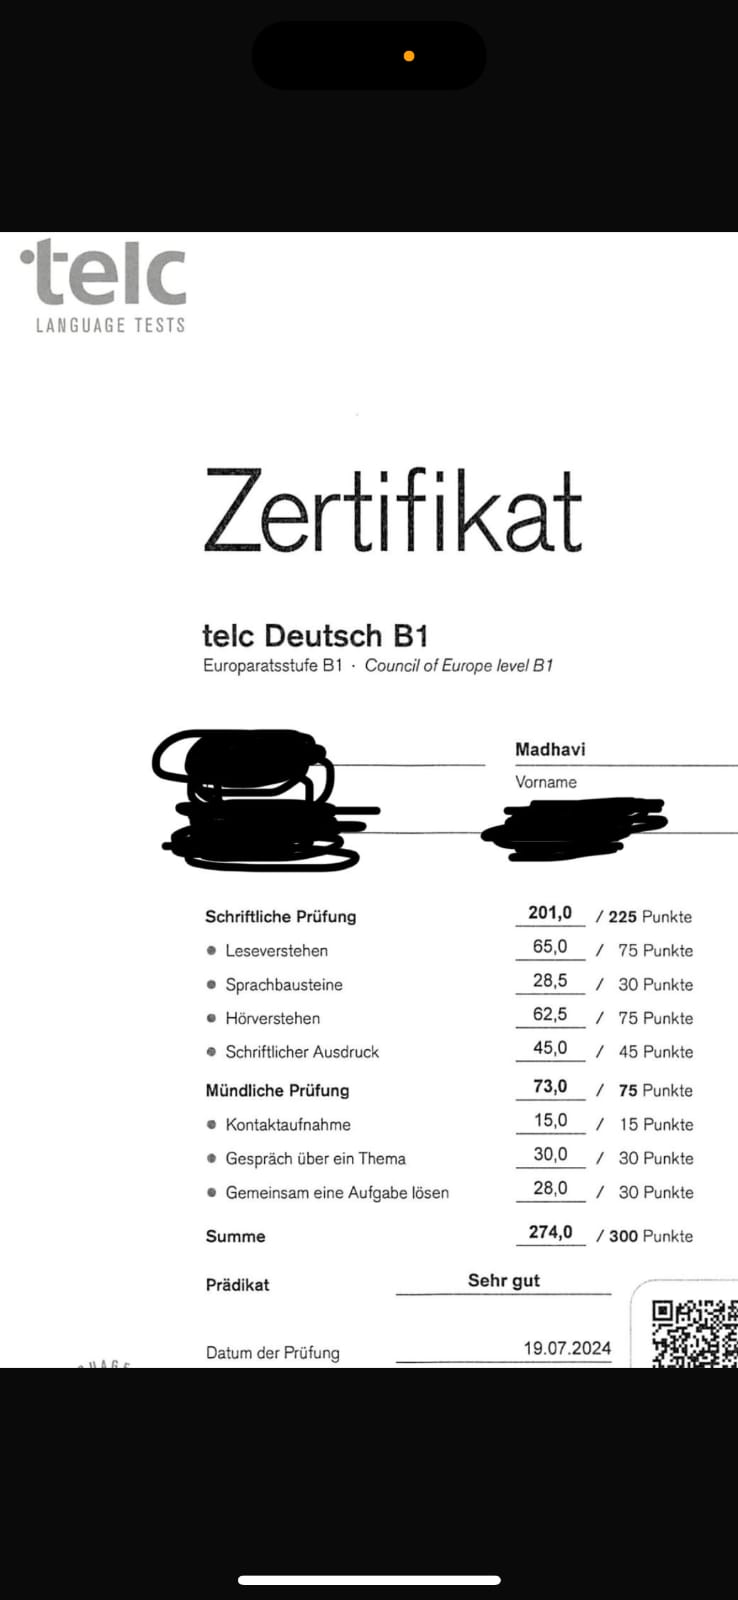 telc
LANGUAGE TESTS
Zertifikat
telc Deutsch B1
Europaratsstufe B1 · Council of Europe level B1
Madhavi
Vorname
Schriftliche Prüfung 201,0 / 225 Punkte
• Leseverstehen 65,0 / 75 Punkte
• Sprachbausteine 28,5 / 30 Punkte
• Hörverstehen 62,5 / 75 Punkte
• Schriftlicher Ausdruck 45,0 / 45 Punkte
Mündliche Prüfung 73,0 / 75 Punkte
• Kontaktaufnahme 15,0 / 15 Punkte
• Gespräch über ein Thema 30,0 / 30 Punkte
• Gemeinsam eine Aufgabe lösen 28,0 / 30 Punkte
Summe 274,0 / 300 Punkte
Prädikat Sehr gut
Datum der Prüfung 19.07.2024